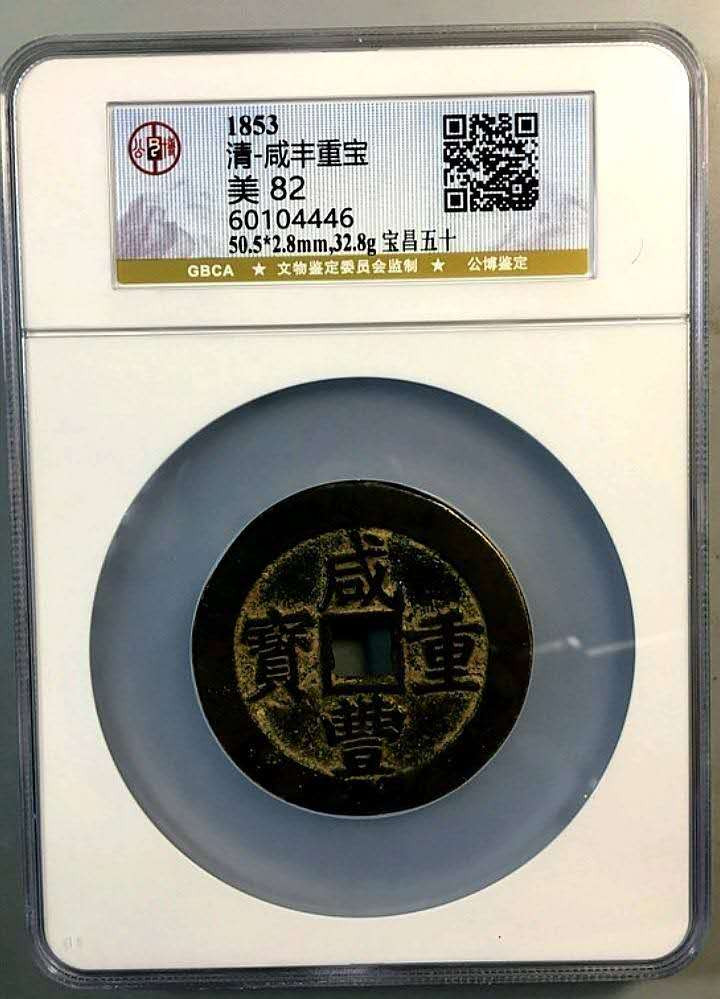 1853
清-咸丰重宝
美 82
60104446
50.5*2.8mm,32.8g 宝昌五十
GBCA ★ 文物鉴定委员会监制 ★ 公博鉴定
咸
寶 重
豐